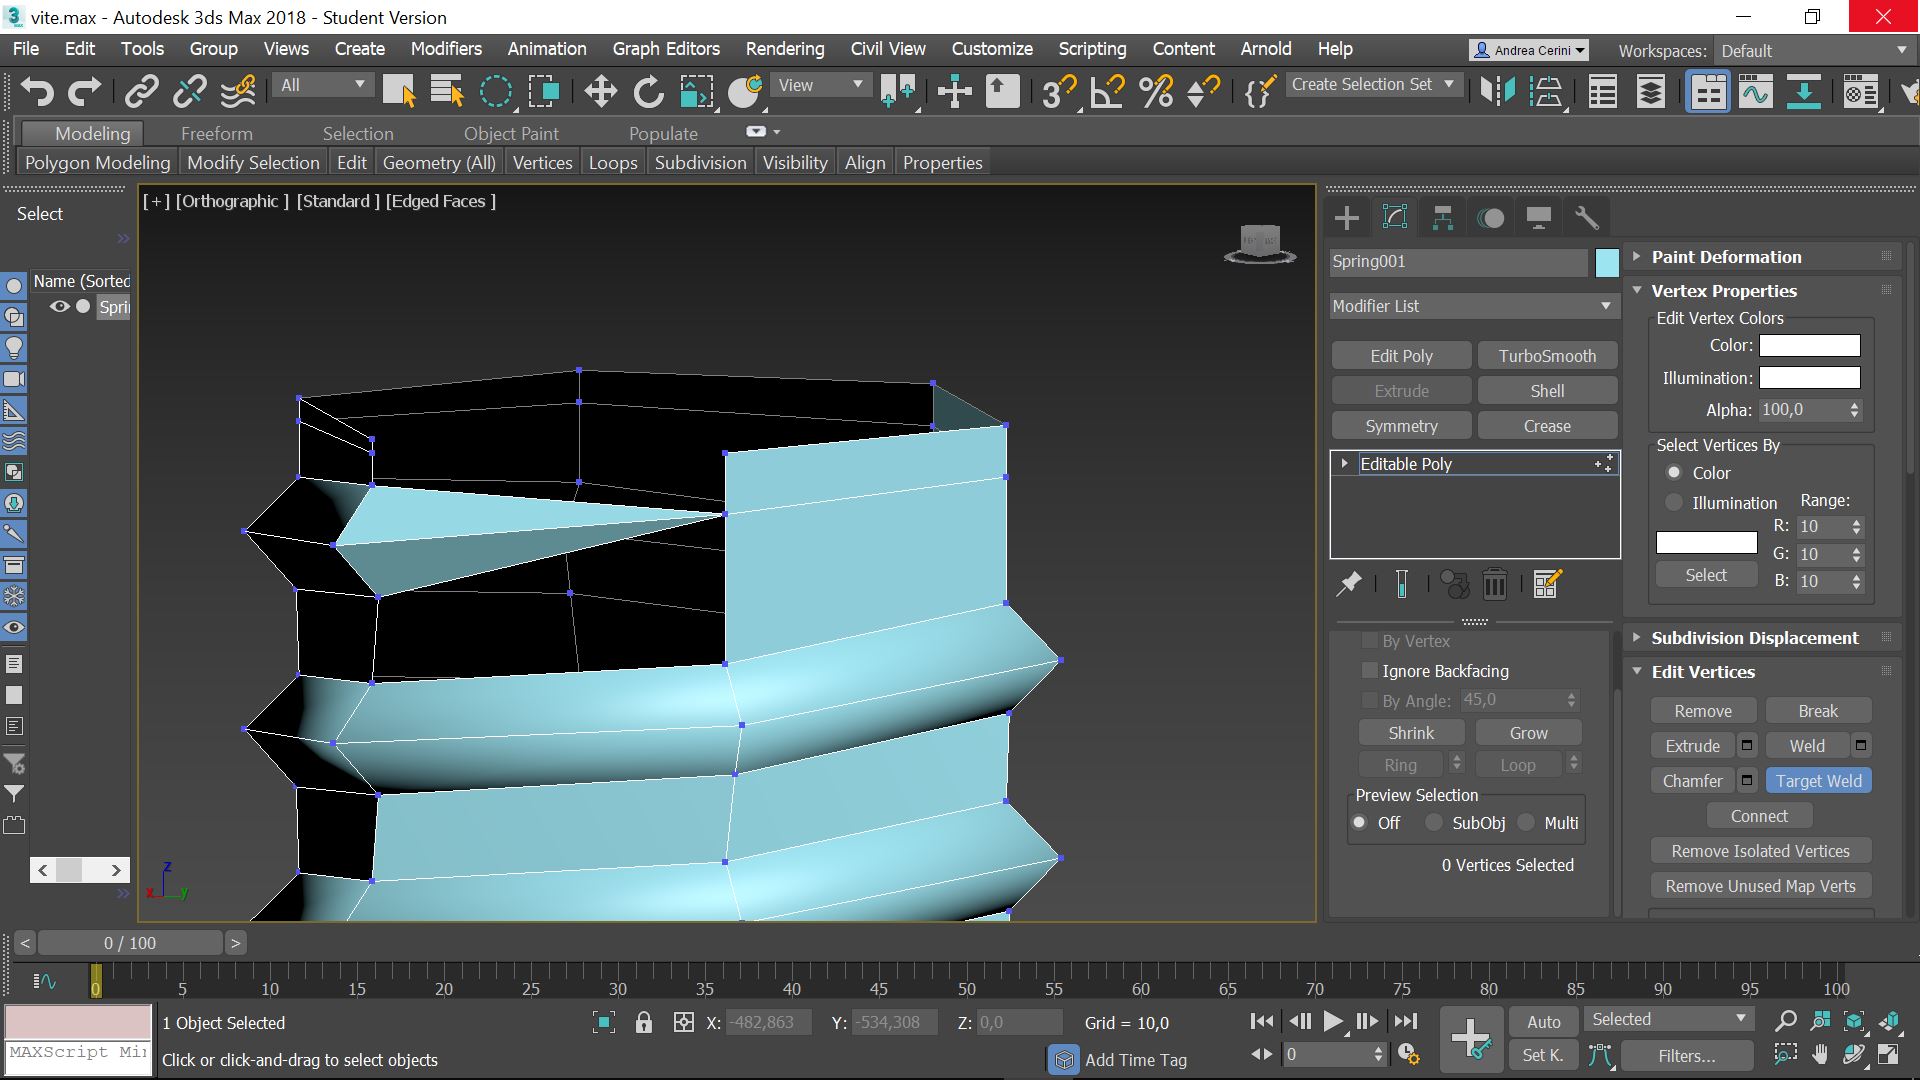 vite.max - Autodesk 3ds Max 2018 - Student Version
File Edit Tools Group Views Create Modifiers Animation Graph Editors Rendering Civil View Customize Scripting Content Arnold Help Andrea Cerini Workspaces: Default
All View 3 Create Selection Set
Modeling Freeform Selection Object Paint Populate
Polygon Modeling Modify Selection Edit Geometry (All) Vertices Loops Subdivision Visibility Align Properties
Select
Name (Sorted
Sprin
[+] [Orthographic ] [Standard ] [Edged Faces ]
z
x y
Spring001
Modifier List
Edit Poly TurboSmooth
Extrude Shell
Symmetry Crease
Editable Poly
By Vertex
Ignore Backfacing
By Angle: 45,0
Shrink Grow
Ring Loop
Preview Selection
Off SubObj Multi
0 Vertices Selected
Paint Deformation
Vertex Properties
Edit Vertex Colors
Color:
Illumination:
Alpha: 100,0
Select Vertices By
Color
Illumination Range:
R: 10
G: 10
Select B: 10
Subdivision Displacement
Edit Vertices
Remove Break
Extrude Weld
Chamfer Target Weld
Connect
Remove Isolated Vertices
Remove Unused Map Verts
< 0 / 100 >
0 5 10 15 20 25 30 35 40 45 50 55 60 65 70 75 80 85 90 95 100
1 Object Selected X: -482,863 Y: -534,308 Z: 0,0 Grid = 10,0 Auto Selected
MAXScript Mi
Click or click-and-drag to select objects Add Time Tag 0 Set K. Filters...